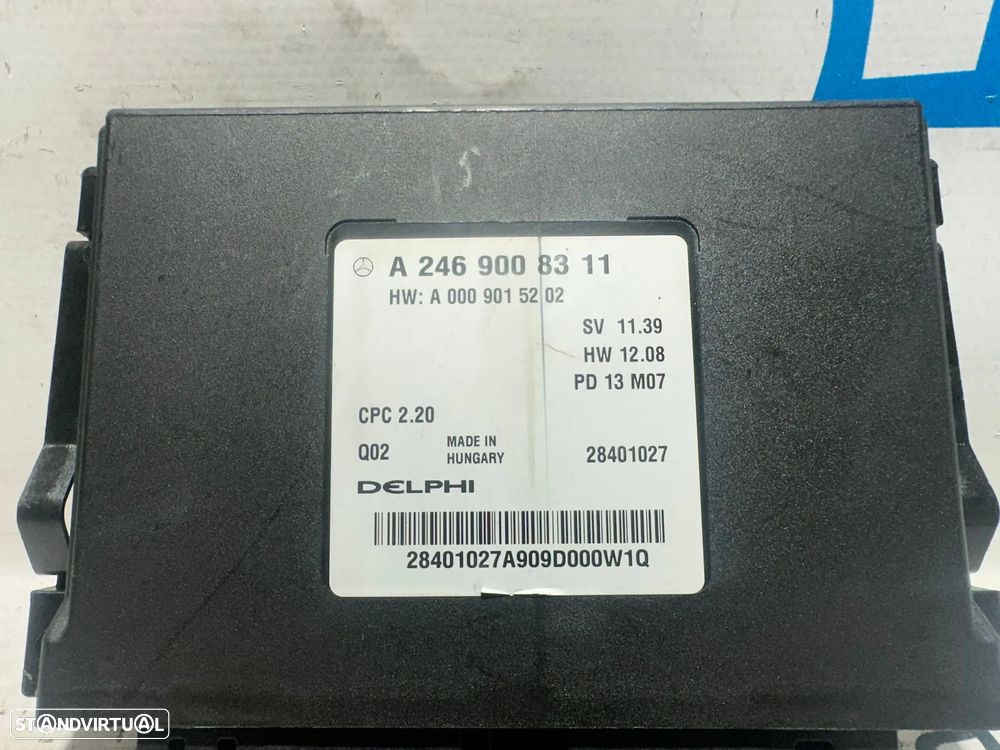 A 246 900 83 11
HW: A 000 901 52 02
SV 11.39
HW 12.08
PD 13 M07
CPC 2.20
Q02
MADE IN
HUNGARY
28401027
DELPHI
28401027A909D000W1Q
STANDVIRTUAL